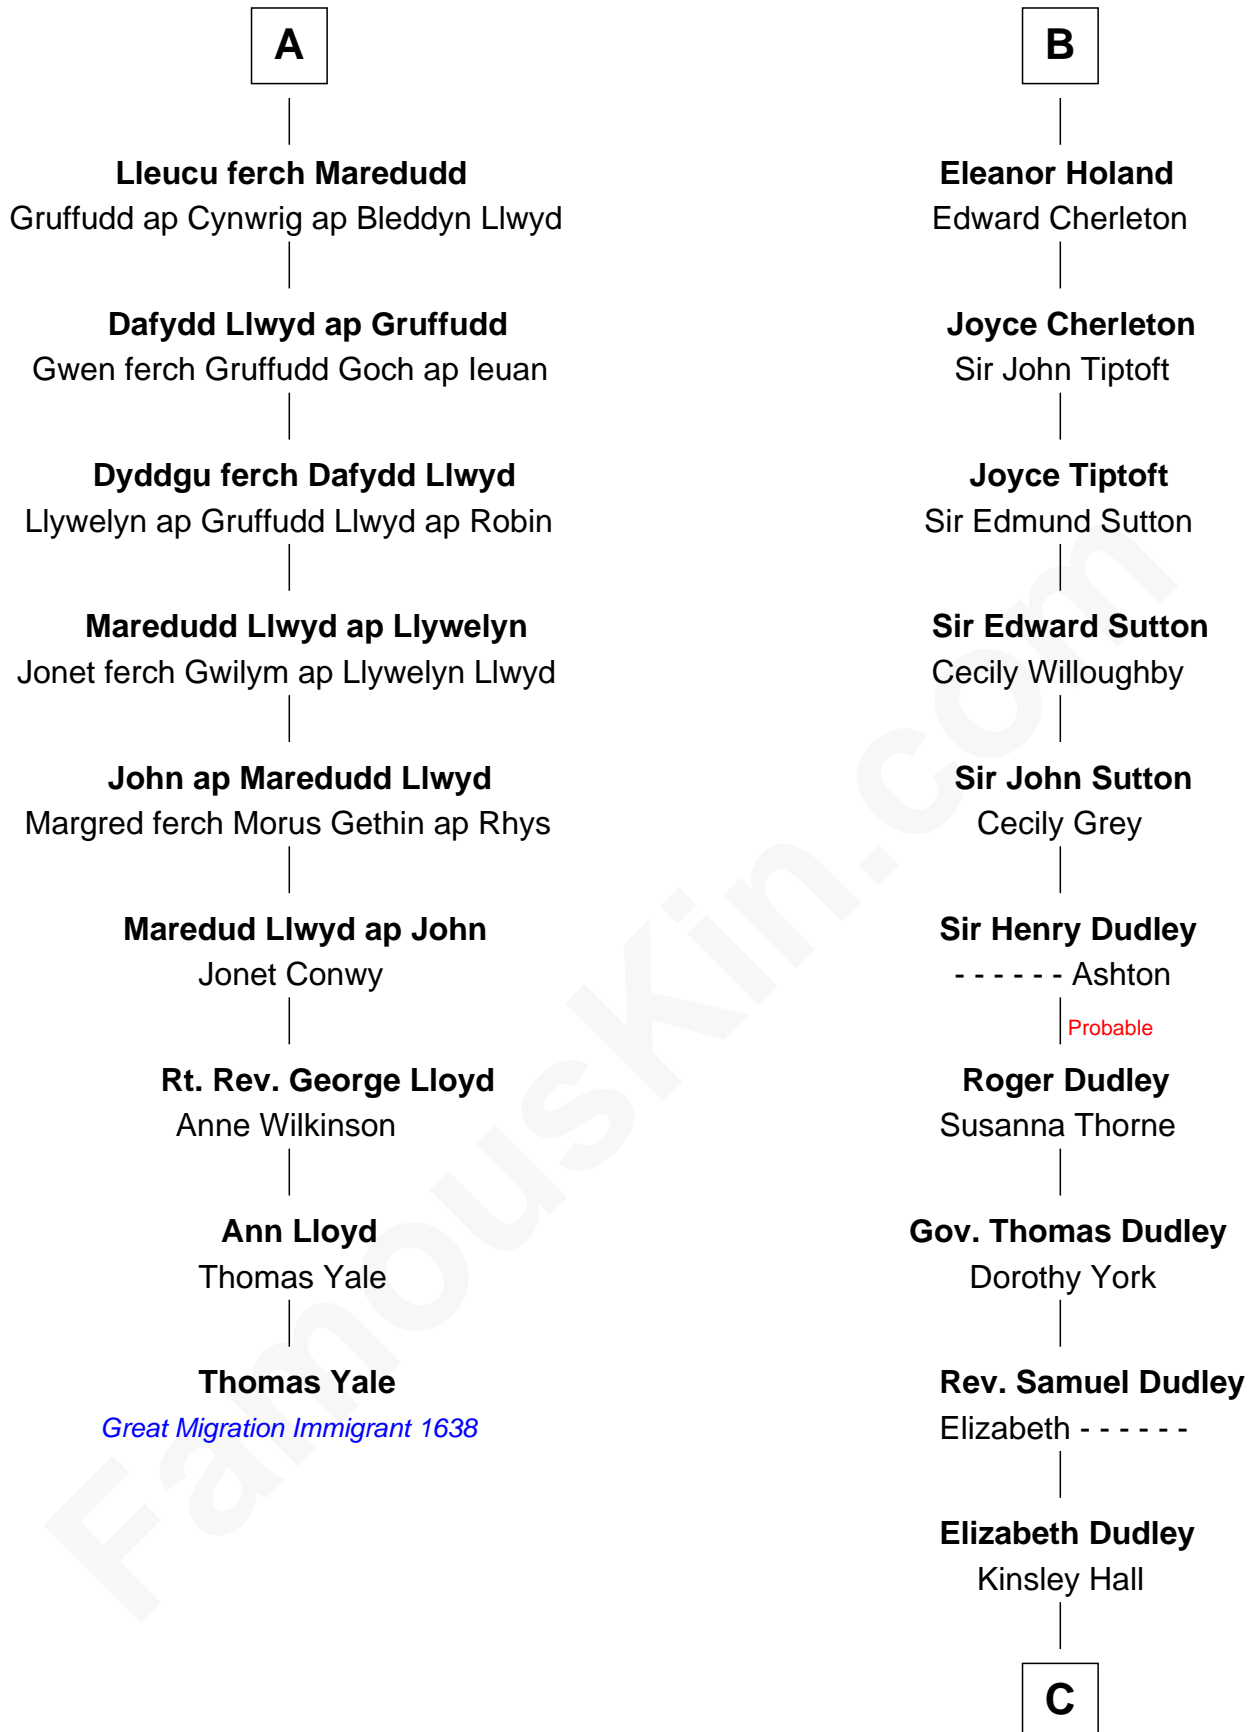 A
Lleucu ferch Maredudd
Gruffudd ap Cynwrig ap Bleddyn Llwyd
Dafydd Llwyd ap Gruffudd
Gwen ferch Gruffudd Goch ap Ieuan
Dyddgu ferch Dafydd Llwyd
Llywelyn ap Gruffudd Llwyd ap Robin
Maredudd Llwyd ap Llywelyn
Jonet ferch Gwilym ap Llywelyn Llwyd
John ap Maredudd Llwyd
Margred ferch Morus Gethin ap Rhys
Maredud Llwyd ap John
Jonet Conwy
Rt. Rev. George Lloyd
Anne Wilkinson
Ann Lloyd
Thomas Yale
Thomas Yale
Great Migration Immigrant 1638
B
Eleanor Holand
Edward Cherleton
Joyce Cherleton
Sir John Tiptoft
Joyce Tiptoft
Sir Edmund Sutton
Sir Edward Sutton
Cecily Willoughby
Sir John Sutton
Cecily Grey
Sir Henry Dudley
- - - - - - Ashton
Probable
Roger Dudley
Susanna Thorne
Gov. Thomas Dudley
Dorothy York
Rev. Samuel Dudley
Elizabeth - - - - - -
Elizabeth Dudley
Kinsley Hall
C
FamousKin.com